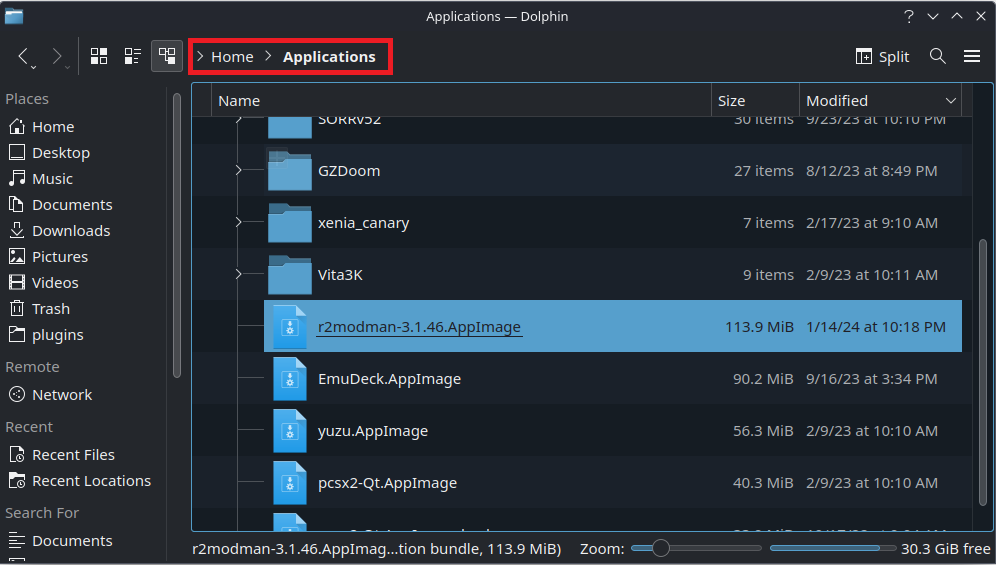 Applications — Dolphin
Home > Applications
Split
Places
Home
Desktop
Music
Documents
Downloads
Pictures
Videos
Trash
plugins
Remote
Network
Recent
Recent Files
Recent Locations
Search For
Documents
Name Size Modified
SORRv52 30 items 9/23/23 at 10:10 PM
GZDoom 27 items 8/12/23 at 8:49 PM
xenia_canary 7 items 2/17/23 at 9:10 AM
Vita3K 9 items 2/9/23 at 10:11 AM
r2modman-3.1.46.AppImage 113.9 MiB 1/14/24 at 10:18 PM
EmuDeck.AppImage 90.2 MiB 9/16/23 at 3:34 PM
yuzu.AppImage 56.3 MiB 2/9/23 at 10:10 AM
pcsx2-Qt.AppImage 40.3 MiB 2/9/23 at 10:10 AM
r2modman-3.1.46.AppImag...tion bundle, 113.9 MiB) Zoom: 30.3 GiB free